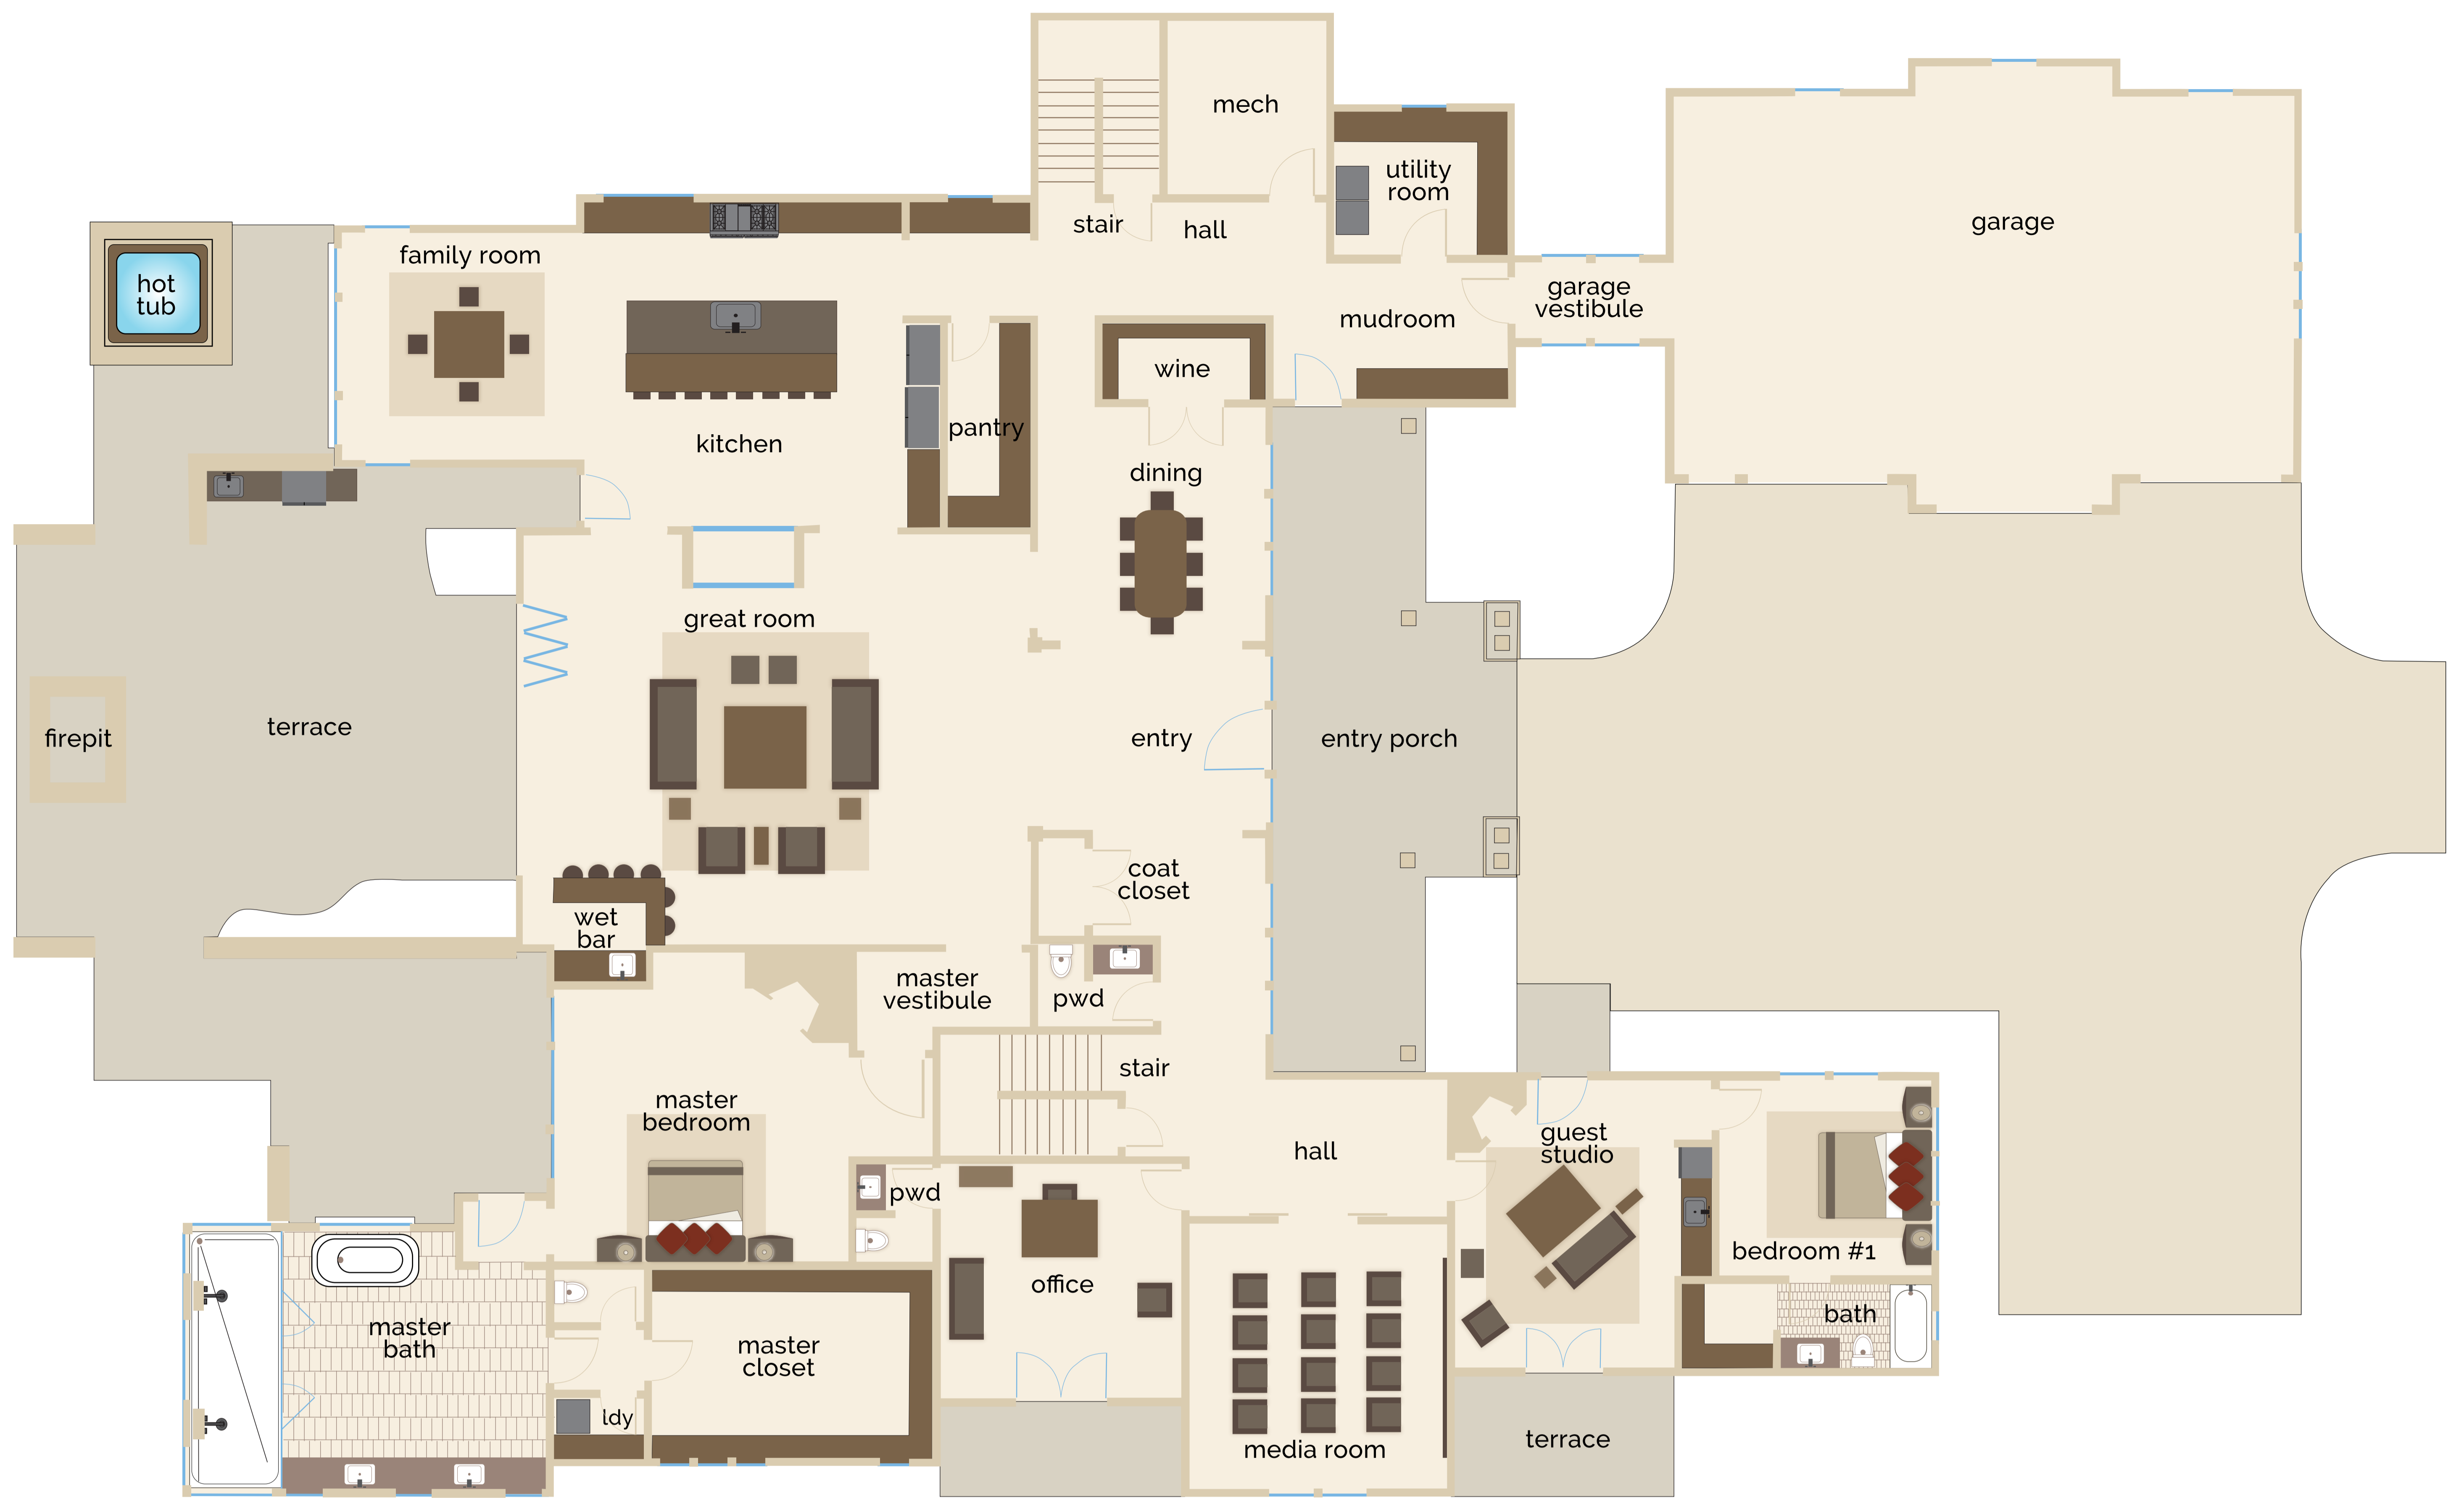 mech
utility
room
garage
stair
hall
family room
hot
tub
garage
vestibule
mudroom
wine
pantry
kitchen
dining
great room
firepit
terrace
entry
entry porch
coat
closet
wet
bar
master
vestibule
pwd
stair
master
bedroom
guest
studio
hall
pwd
bedroom #1
office
bath
master
bath
master
closet
ldy
media room
terrace